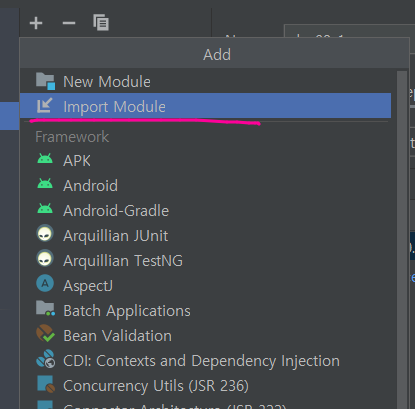 Add
New Module
Import Module
Framework
APK
Android
Android-Gradle
Arquillian JUnit
Arquillian TestNG
AspectJ
Batch Applications
Bean Validation
CDI: Contexts and Dependency Injection
Concurrency Utils (JSR 236)